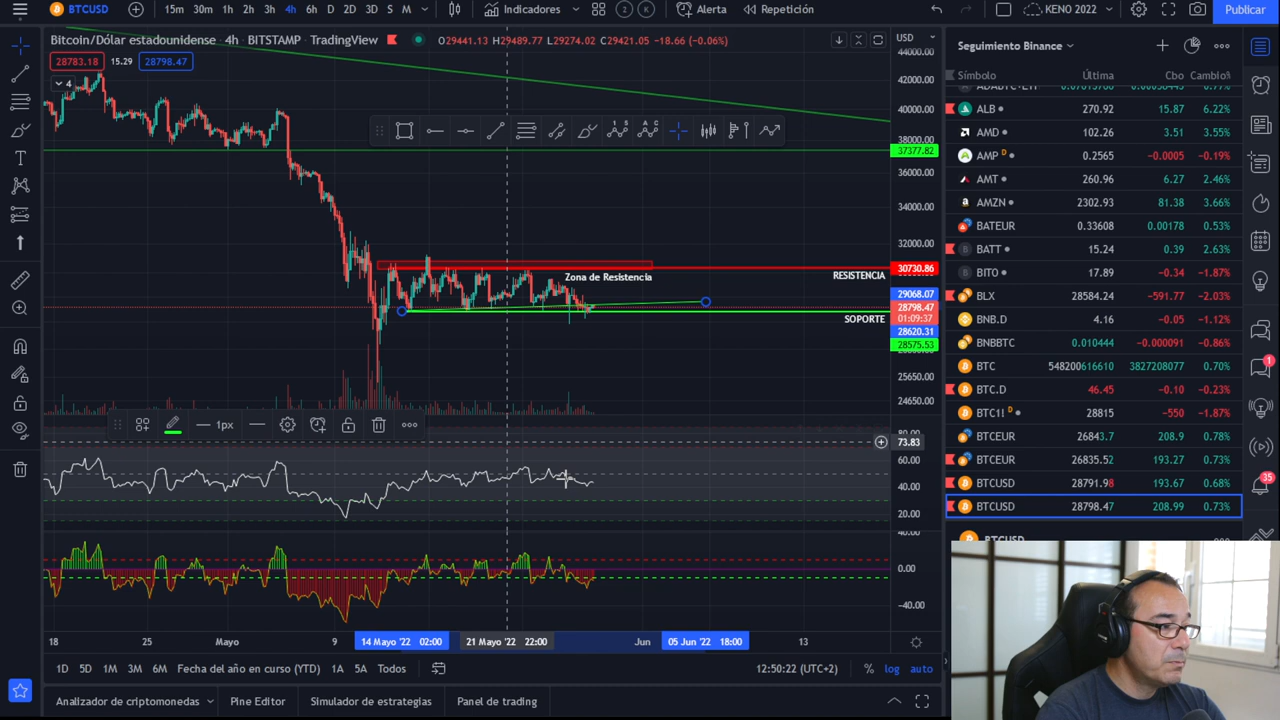 BTCUSD 15m 30m 1h 2h 3h 4h 6h D 3D S M Indicadores 2 K Alerta Repetición KENO 2022 Publicar
Bitcoin/Dólar estadounidense · 4h · BITSTAMP · TradingView O29441.13 H29489.77 L29274.02 C29421.05 -18.66 (-0.06%) USD
28783.18 15.29 28798.47
4
44000.00
42000.00
40000.00
38000.00
37377.82
36000.00
34000.00
32000.00
30730.86
RESISTENCIA
Zona de Resistencia
29068.07
28798.47
01:09:37
SOPORTE
28620.31
28575.53
25650.00
24650.00
1px
80.00
73.83
60.00
40.00
20.00
40.00
0.00
-40.00
18 25 Mayo 9 14 Mayo '22 02:00 21 Mayo '22 22:00 Jun 05 Jun '22 18:00 13
1D 5D 1M 3M 6M Fecha del año en curso (YTD) 1A 5A Todos 12:50:22 (UTC+2) % log auto
Analizador de criptomonedas Pine Editor Simulador de estrategias Panel de trading
Seguimiento Binance
Símbolo Última Cbo Cambio%
ALB 270.92 15.87 6.22%
AMD 102.26 3.51 3.55%
AMP D 0.2565 -0.0005 -0.19%
AMT 260.96 6.27 2.46%
AMZN 2302.93 81.38 3.66%
BATEUR 0.33608 0.00178 0.53%
BATT 15.24 0.39 2.63%
BITO 17.89 -0.34 -1.87%
BLX 28584.24 -591.77 -2.03%
BNB.D 4.16 -0.05 -1.12%
BNBBTC 0.010444 -0.000091 -0.86%
BTC 548200616610 3827208077 0.70%
BTC.D 46.45 -0.10 -0.23%
BTC1! D 28815 -550 -1.87%
BTCEUR 26843.7 208.9 0.78%
BTCEUR 26835.52 193.27 0.73%
BTCUSD 28791.98 193.67 0.68%
BTCUSD 28798.47 208.99 0.73%
1
35